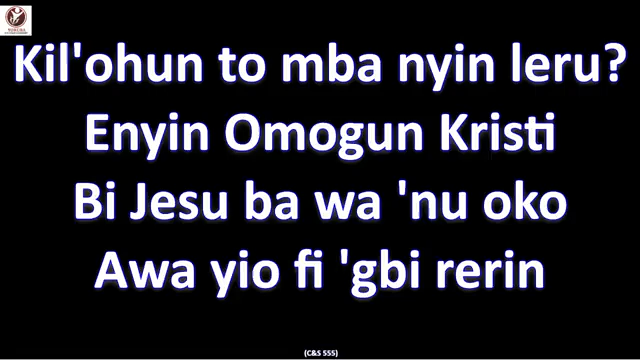 Kil'ohun to mba nyin leru?
Enyin Omogun Kristi
Bi Jesu ba wa 'nu oko
Awa yio fi 'gbi rerin
(C&S 555)